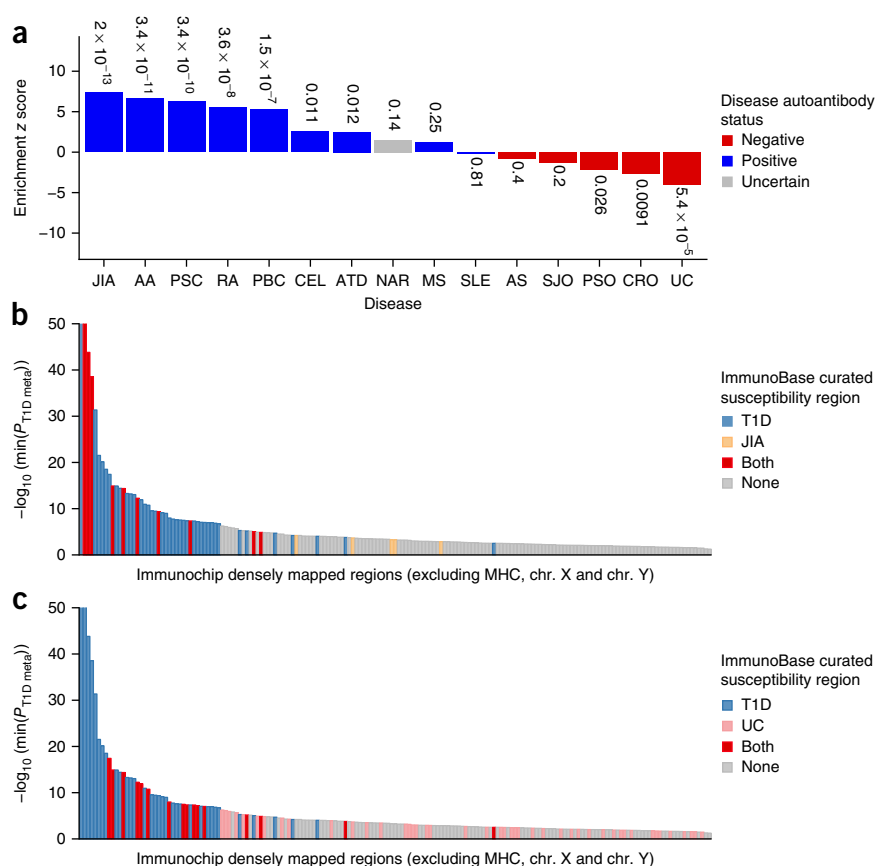 a
2 × 10⁻¹³
3.4 × 10⁻¹¹
3.4 × 10⁻¹⁰
3.6 × 10⁻⁸
1.5 × 10⁻⁷
0.011
0.012
0.14
0.25
0.81
0.4
0.2
0.026
0.0091
5.4 × 10⁻⁵
Enrichment z score
10
5
0
−5
−10
JIA AA PSC RA PBC CEL ATD NAR MS SLE AS SJO PSO CRO UC
Disease
Disease autoantibody
status
Negative
Positive
Uncertain
b
−log₁₀ (min(P_T1D meta))
50
40
30
20
10
0
Immunochip densely mapped regions (excluding MHC, chr. X and chr. Y)
ImmunoBase curated
susceptibility region
T1D
JIA
Both
None
c
−log₁₀ (min(P_T1D meta))
50
40
30
20
10
0
Immunochip densely mapped regions (excluding MHC, chr. X and chr. Y)
ImmunoBase curated
susceptibility region
T1D
UC
Both
None